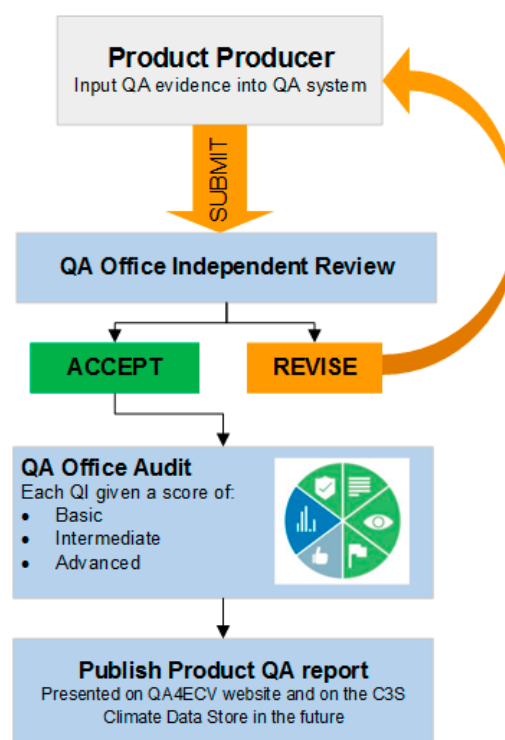 Product Producer
Input QA evidence into QA system
SUBMIT
QA Office Independent Review
ACCEPT
REVISE
QA Office Audit
Each QI given a score of:
• Basic
• Intermediate
• Advanced
Publish Product QA report
Presented on QA4ECV website and on the C3S
Climate Data Store in the future